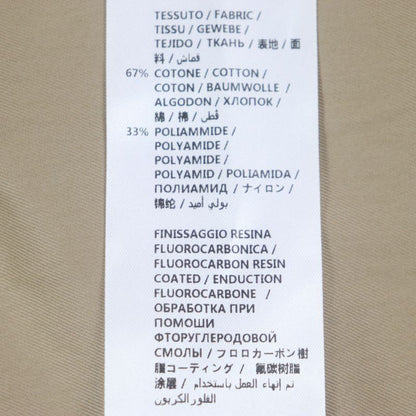 TESSUTO / FABRIC /
TISSU / GEWEBE /
TEJIDO / ТКАНЬ / 表地 / 面
料 / قماش /
67% COTONE / COTTON /
COTON / BAUMWOLLE /
ALGODON / ХЛОПОК /
綿 / 棉 / قُطن /
33% POLIAMMIDE /
POLYAMIDE /
POLYAMIDE /
POLYAMID / POLIAMIDA /
ПОЛИАМИД / ナイロン /
锦纶 / بولي أميد /
FINISSAGGIO RESINA
FLUOROCARBONICA /
FLUOROCARBON RESIN
COATED / ENDUCTION
FLUOROCARBONE /
ОБРАБОТКА ПРИ
ПОМОШИ
ФТОРУГЛЕРОДОВОЙ
СМОЛЫ / フロロカーボン樹
脂コーティング / 氟碳树脂
涂层 / تم إنهاء العمل باستخدام
الفلور الكربون